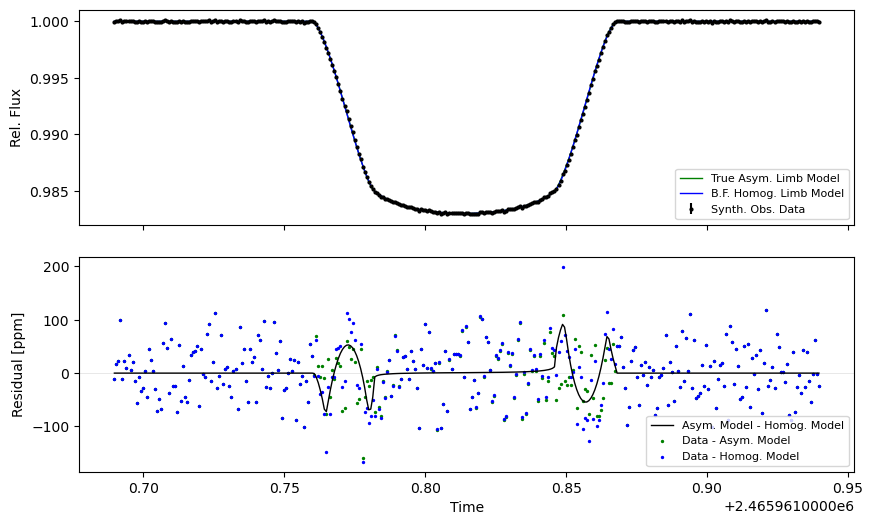 1.000
0.995
0.990
0.985
Rel. Flux
True Asym. Limb Model
B.F. Homog. Limb Model
Synth. Obs. Data
200
100
0
−100
Residual [ppm]
Asym. Model - Homog. Model
Data - Asym. Model
Data - Homog. Model
0.70 0.75 0.80 0.85 0.90 0.95
Time
+2.4659610000e6